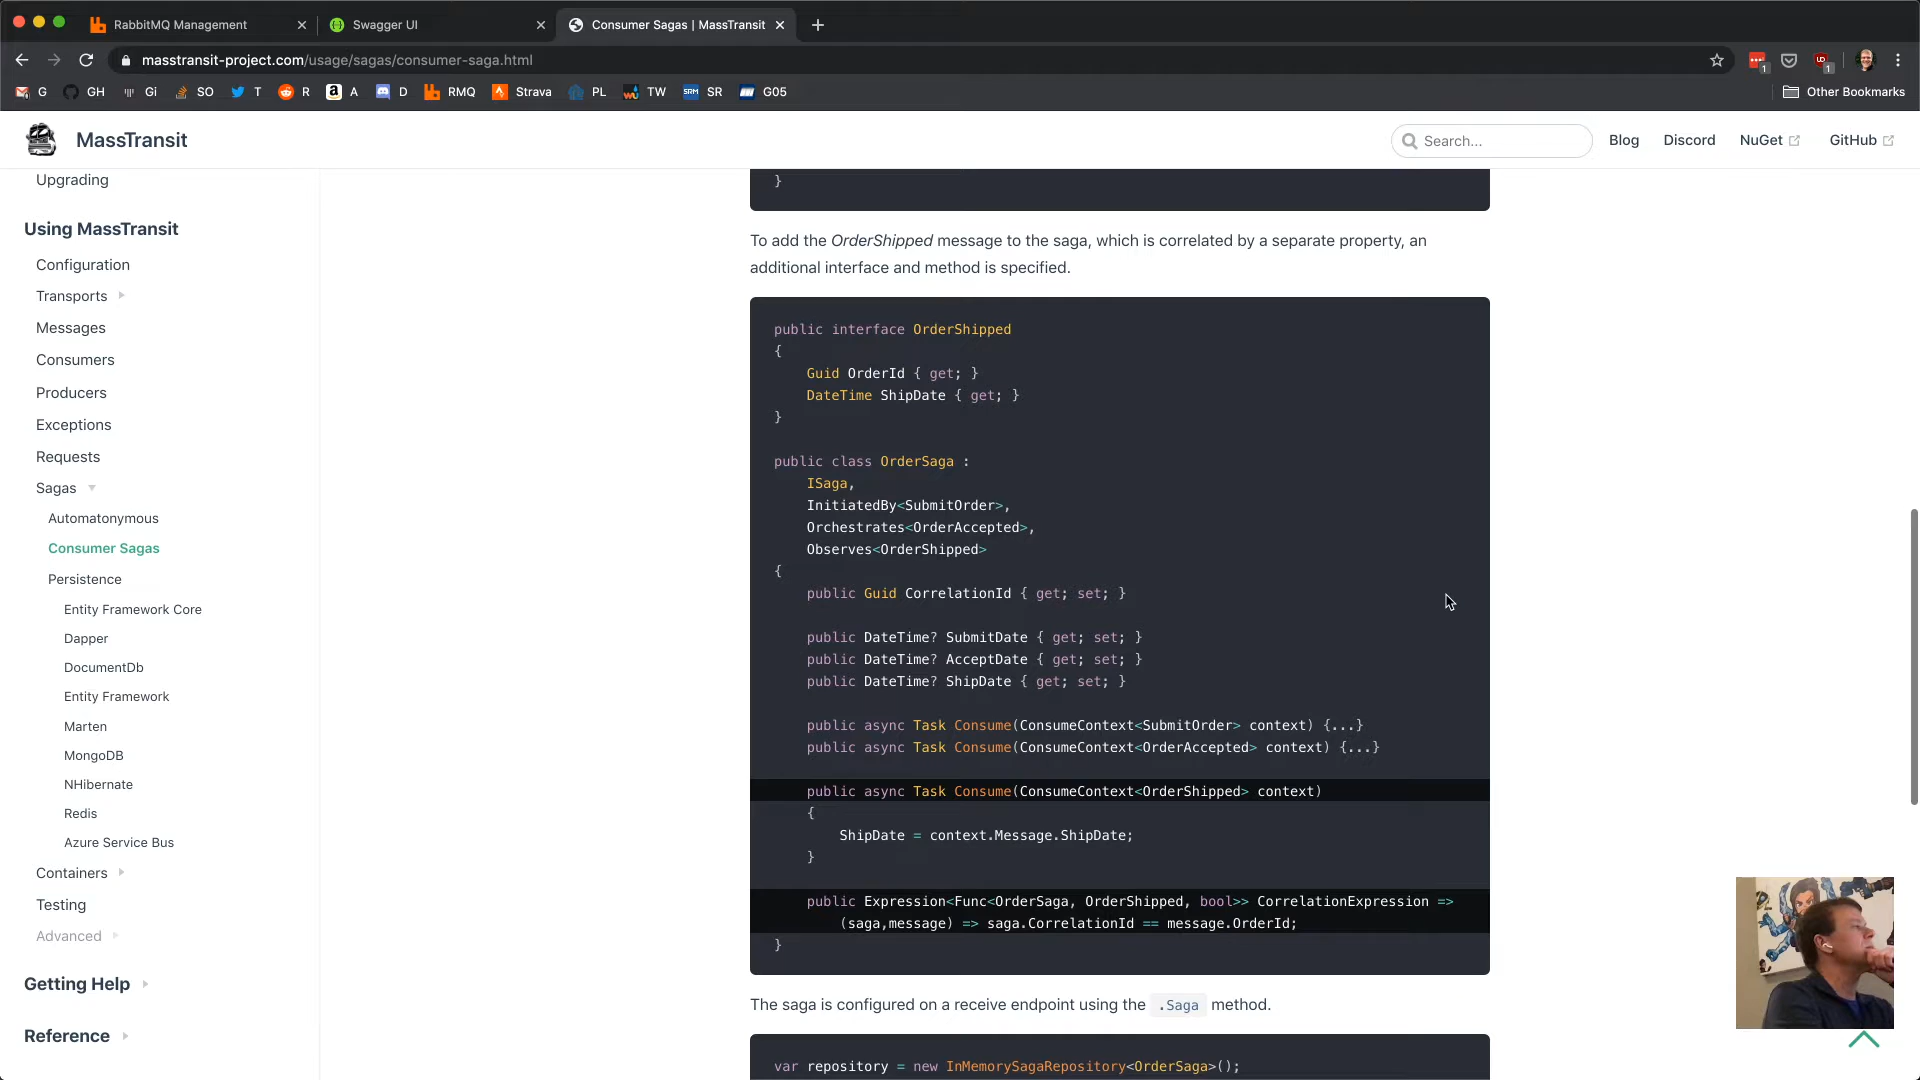 RabbitMQ Management
Swagger UI
Consumer Sagas | MassTransit
masstransit-project.com/usage/sagas/consumer-saga.html
G
GH
Gi
SO
T
R
A
D
RMQ
Strava
PL
TW
SR
G05
Other Bookmarks
MassTransit
Search...
Blog
Discord
NuGet
GitHub
Upgrading
Using MassTransit
Configuration
Transports
Messages
Consumers
Producers
Exceptions
Requests
Sagas
Automatonymous
Consumer Sagas
Persistence
Entity Framework Core
Dapper
DocumentDb
Entity Framework
Marten
MongoDB
NHibernate
Redis
Azure Service Bus
Containers
Testing
Advanced
Getting Help
Reference
}
To add the OrderShipped message to the saga, which is correlated by a separate property, an
additional interface and method is specified.
public interface OrderShipped
{
Guid OrderId { get; }
DateTime ShipDate { get; }
}
public class OrderSaga :
ISaga,
InitiatedBy<SubmitOrder>,
Orchestrates<OrderAccepted>,
Observes<OrderShipped>
{
public Guid CorrelationId { get; set; }
public DateTime? SubmitDate { get; set; }
public DateTime? AcceptDate { get; set; }
public DateTime? ShipDate { get; set; }
public async Task Consume(ConsumeContext<SubmitOrder> context) {...}
public async Task Consume(ConsumeContext<OrderAccepted> context) {...}
public async Task Consume(ConsumeContext<OrderShipped> context)
{
ShipDate = context.Message.ShipDate;
}
public Expression<Func<OrderSaga, OrderShipped, bool>> CorrelationExpression =>
(saga,message) => saga.CorrelationId == message.OrderId;
}
The saga is configured on a receive endpoint using the .Saga method.
var repository = new InMemorySagaRepository<OrderSaga>();